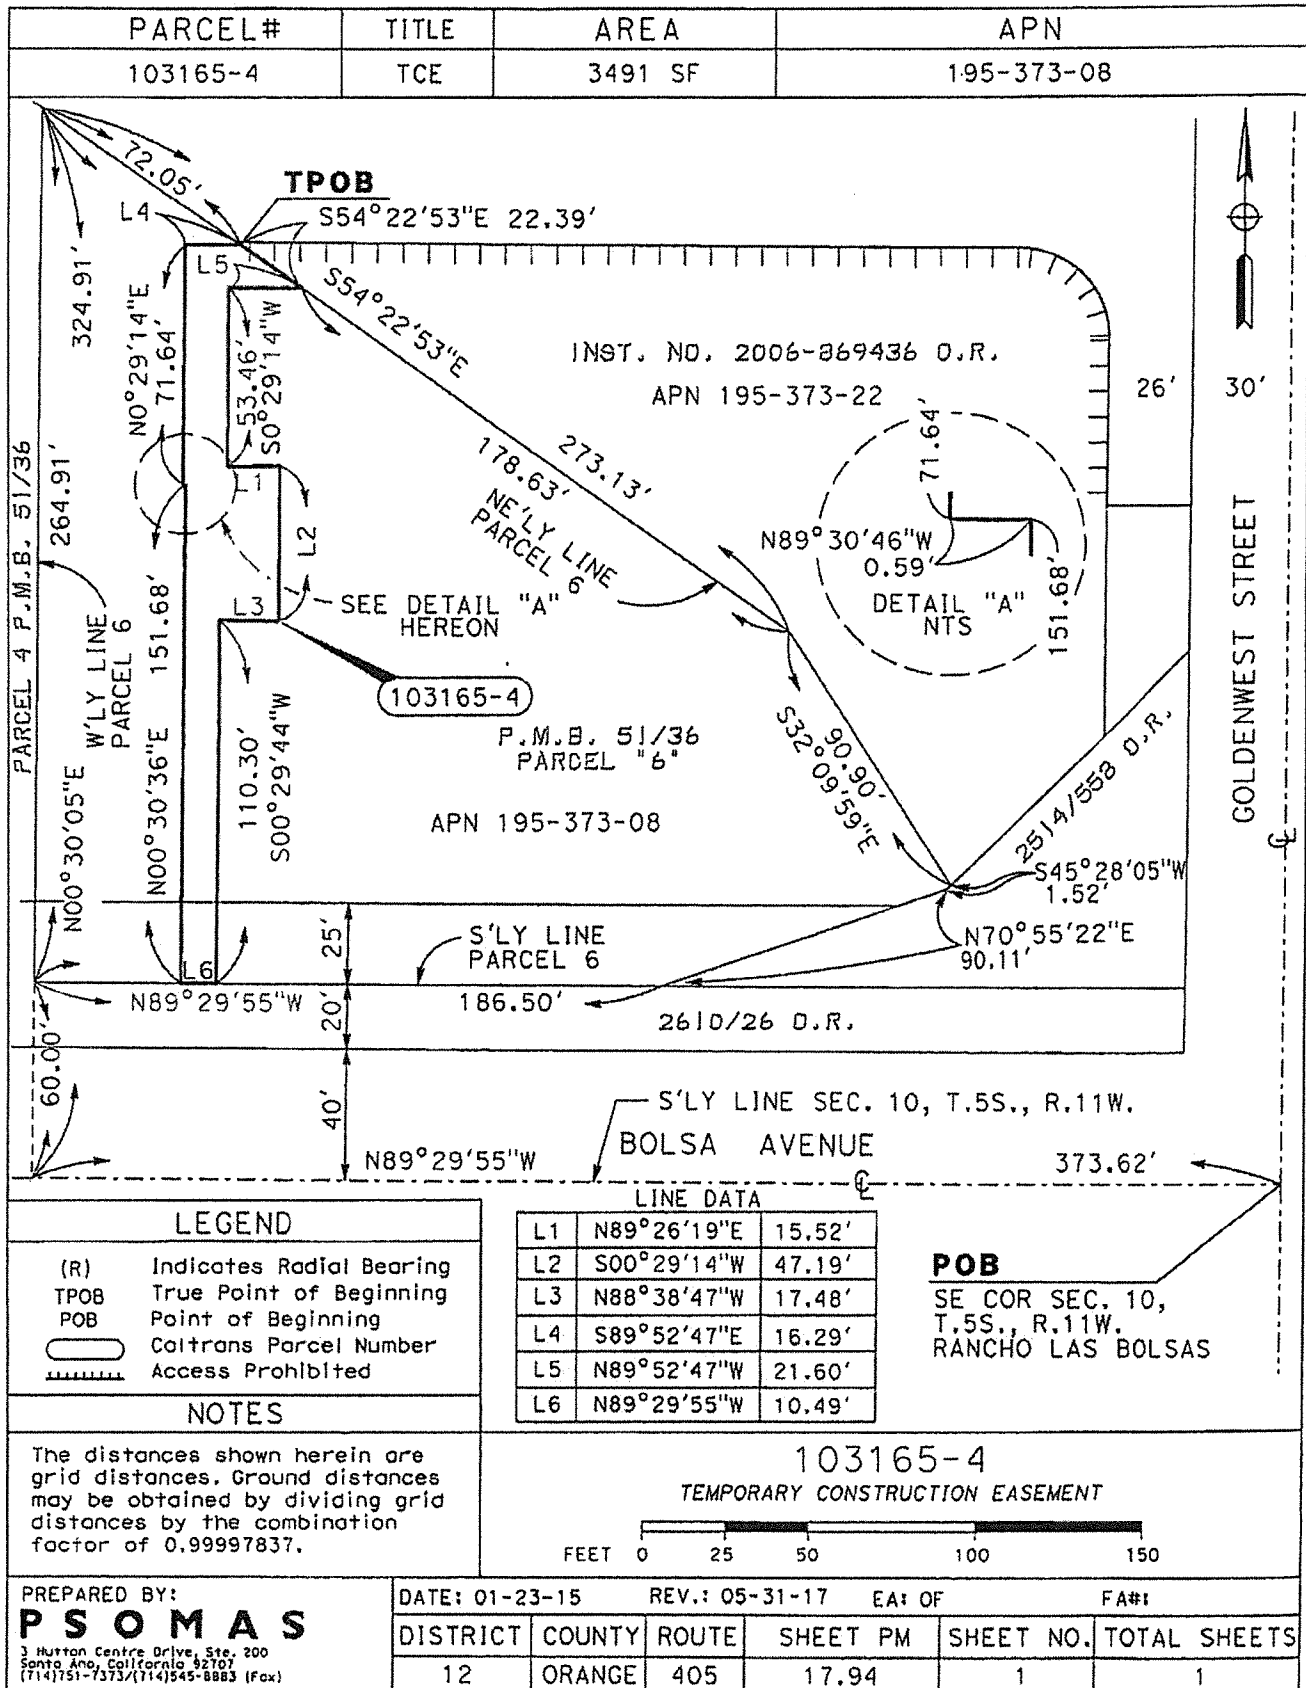 PARCEL# TITLE AREA APN
103165-4 TCE 3491 SF 195-373-08
72.05'
TPOB
L4
S54°22'53"E 22.39'
L5
324.91'
N0°29'14"E
71.64'
53.46'
S0°29'14"W
S54°22'53"E
INST. NO. 2006-869436 O.R.
APN 195-373-22
26'
30'
PARCEL 4 P.M.B. 51/36
264.91'
L1
L2
L3
273.13'
178.63'
NE'LY LINE
PARCEL 6
71.64'
N89°30'46"W
0.59'
151.68'
DETAIL "A"
NTS
SEE DETAIL "A"
HEREON
W'LY LINE
PARCEL 6
N00°30'36"E 151.68'
103165-4
GOLDENWEST STREET
P.M.B. 51/36
PARCEL "6"
APN 195-373-08
110.30'
S00°29'44"W
N00°30'05"E
90.90'
S32°09'59"E
2514/558 O.R.
S45°28'05"W
1.52'
N70°55'22"E
90.11'
25'
S'LY LINE
PARCEL 6
L6
N89°29'55"W
186.50'
20'
2610/26 O.R.
60.00'
40'
S'LY LINE SEC. 10, T.5S., R.11W.
BOLSA AVENUE
N89°29'55"W
373.62'
LEGEND
(R) Indicates Radial Bearing
TPOB True Point of Beginning
POB Point of Beginning
Caltrans Parcel Number
Access Prohibited
LINE DATA
L1 N89°26'19"E 15.52'
L2 S00°29'14"W 47.19'
L3 N88°38'47"W 17.48'
L4 S89°52'47"E 16.29'
L5 N89°52'47"W 21.60'
L6 N89°29'55"W 10.49'
POB
SE COR SEC. 10,
T.5S., R.11W.
RANCHO LAS BOLSAS
NOTES
The distances shown herein are
grid distances. Ground distances
may be obtained by dividing grid
distances by the combination
factor of 0.99997837.
103165-4
TEMPORARY CONSTRUCTION EASEMENT
FEET 0 25 50 100 150
PREPARED BY:
PSOMAS
3 Hutton Centre Drive, Ste. 200
Santa Ana, California 92707
(714)751-7373/(714)545-8883 (Fax)
DATE: 01-23-15 REV.: 05-31-17 EA: OF FA#:
DISTRICT COUNTY ROUTE SHEET PM SHEET NO. TOTAL SHEETS
12 ORANGE 405 17.94 1 1